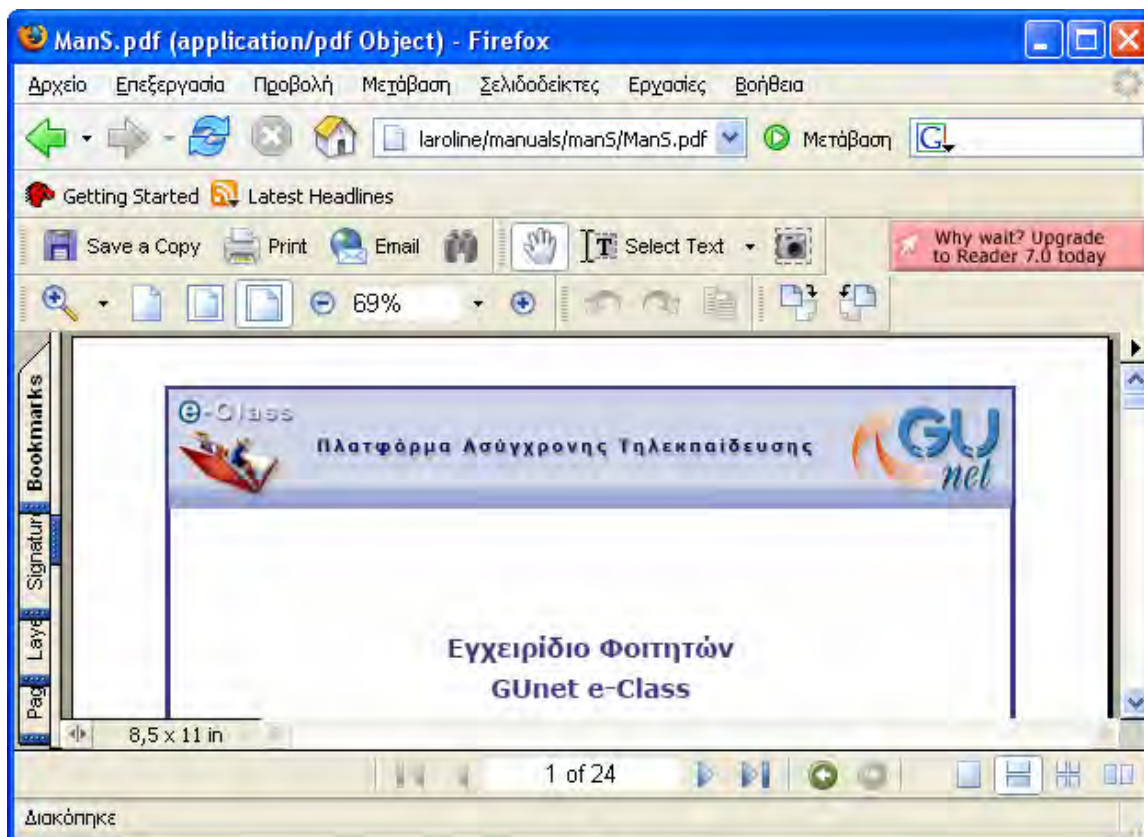 ManS.pdf (application/pdf Object) - Firefox
Αρχείο Επεξεργασία Προβολή Μετάβαση Σελιδοδείκτες Εργασίες Βοήθεια
laroline/manuals/manS/ManS.pdf Μετάβαση G
Getting Started Latest Headlines
Save a Copy Print Email T Select Text Why wait? Upgrade
to Reader 7.0 today
69%
Bookmarks
Signatur
Laye
Pag
e-Class
Πλατφόρμα Ασύγχρονης Τηλεκπαίδευσης
GU
net
Εγχειρίδιο Φοιτητών
GUnet e-Class
8,5 x 11 in
1 of 24
Διακόπηκε